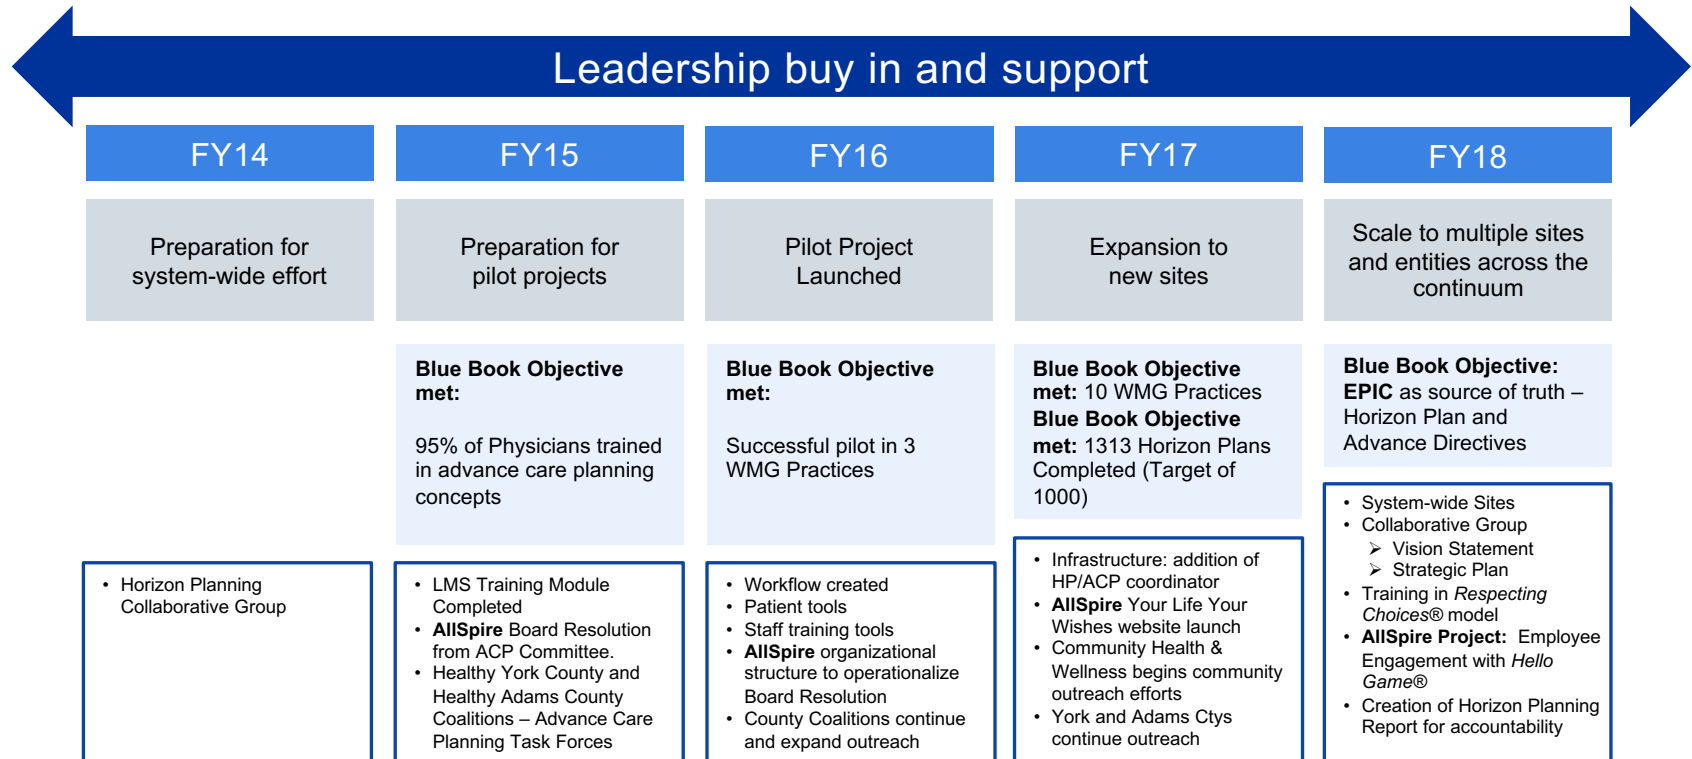 Leadership buy in and support
FY14
FY15
FY16
FY17
FY18
Preparation for
system-wide effort
Preparation for
pilot projects
Pilot Project
Launched
Expansion to
new sites
Scale to multiple sites
and entities across the
continuum
Blue Book Objective
met:
95% of Physicians trained
in advance care planning
concepts
Blue Book Objective
met:
Successful pilot in 3
WMG Practices
Blue Book Objective
met: 10 WMG Practices
Blue Book Objective
met: 1313 Horizon Plans
Completed (Target of
1000)
Blue Book Objective:
EPIC as source of truth –
Horizon Plan and
Advance Directives
• Horizon Planning
Collaborative Group
• LMS Training Module
Completed
• AllSpire Board Resolution
from ACP Committee.
• Healthy York County and
Healthy Adams County
Coalitions – Advance Care
Planning Task Forces
• Workflow created
• Patient tools
• Staff training tools
• AllSpire organizational
structure to operationalize
Board Resolution
• County Coalitions continue
and expand outreach
• Infrastructure: addition of
HP/ACP coordinator
• AllSpire Your Life Your
Wishes website launch
• Community Health &
Wellness begins community
outreach efforts
• York and Adams Ctys
continue outreach
• System-wide Sites
• Collaborative Group
➢ Vision Statement
➢ Strategic Plan
• Training in Respecting
Choices® model
• AllSpire Project: Employee
Engagement with Hello
Game®
• Creation of Horizon Planning
Report for accountability